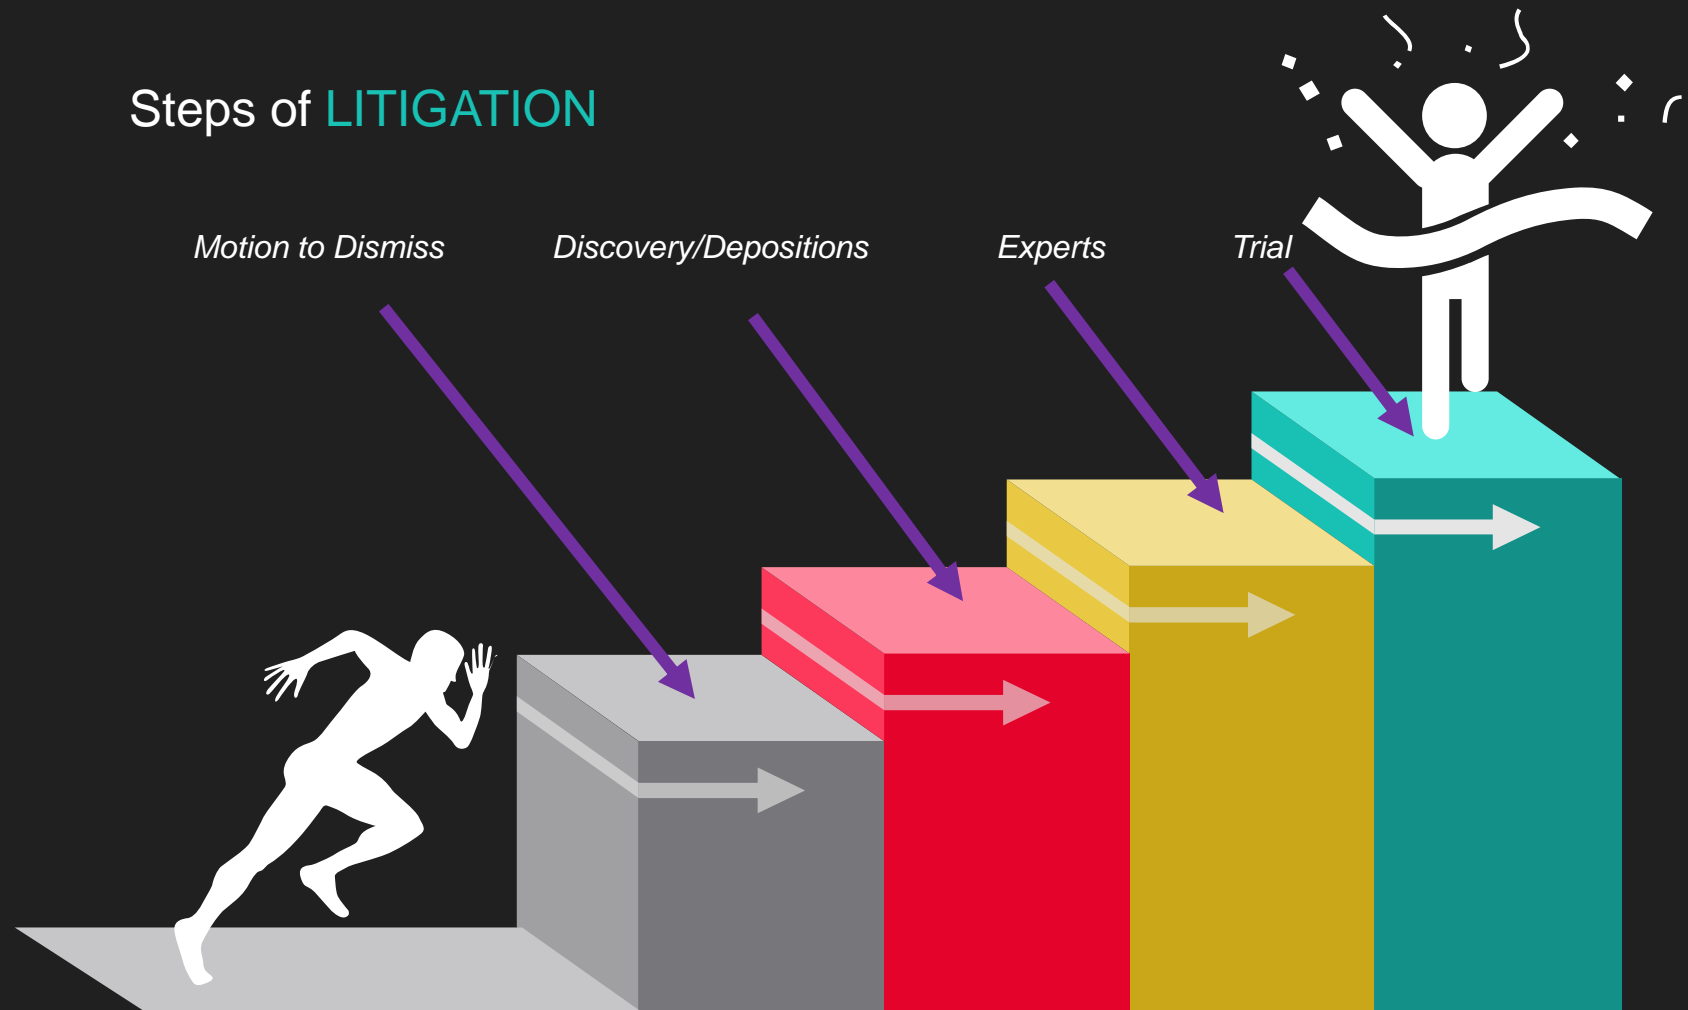 Steps of LITIGATION
Motion to Dismiss
Discovery/Depositions
Experts
Trial